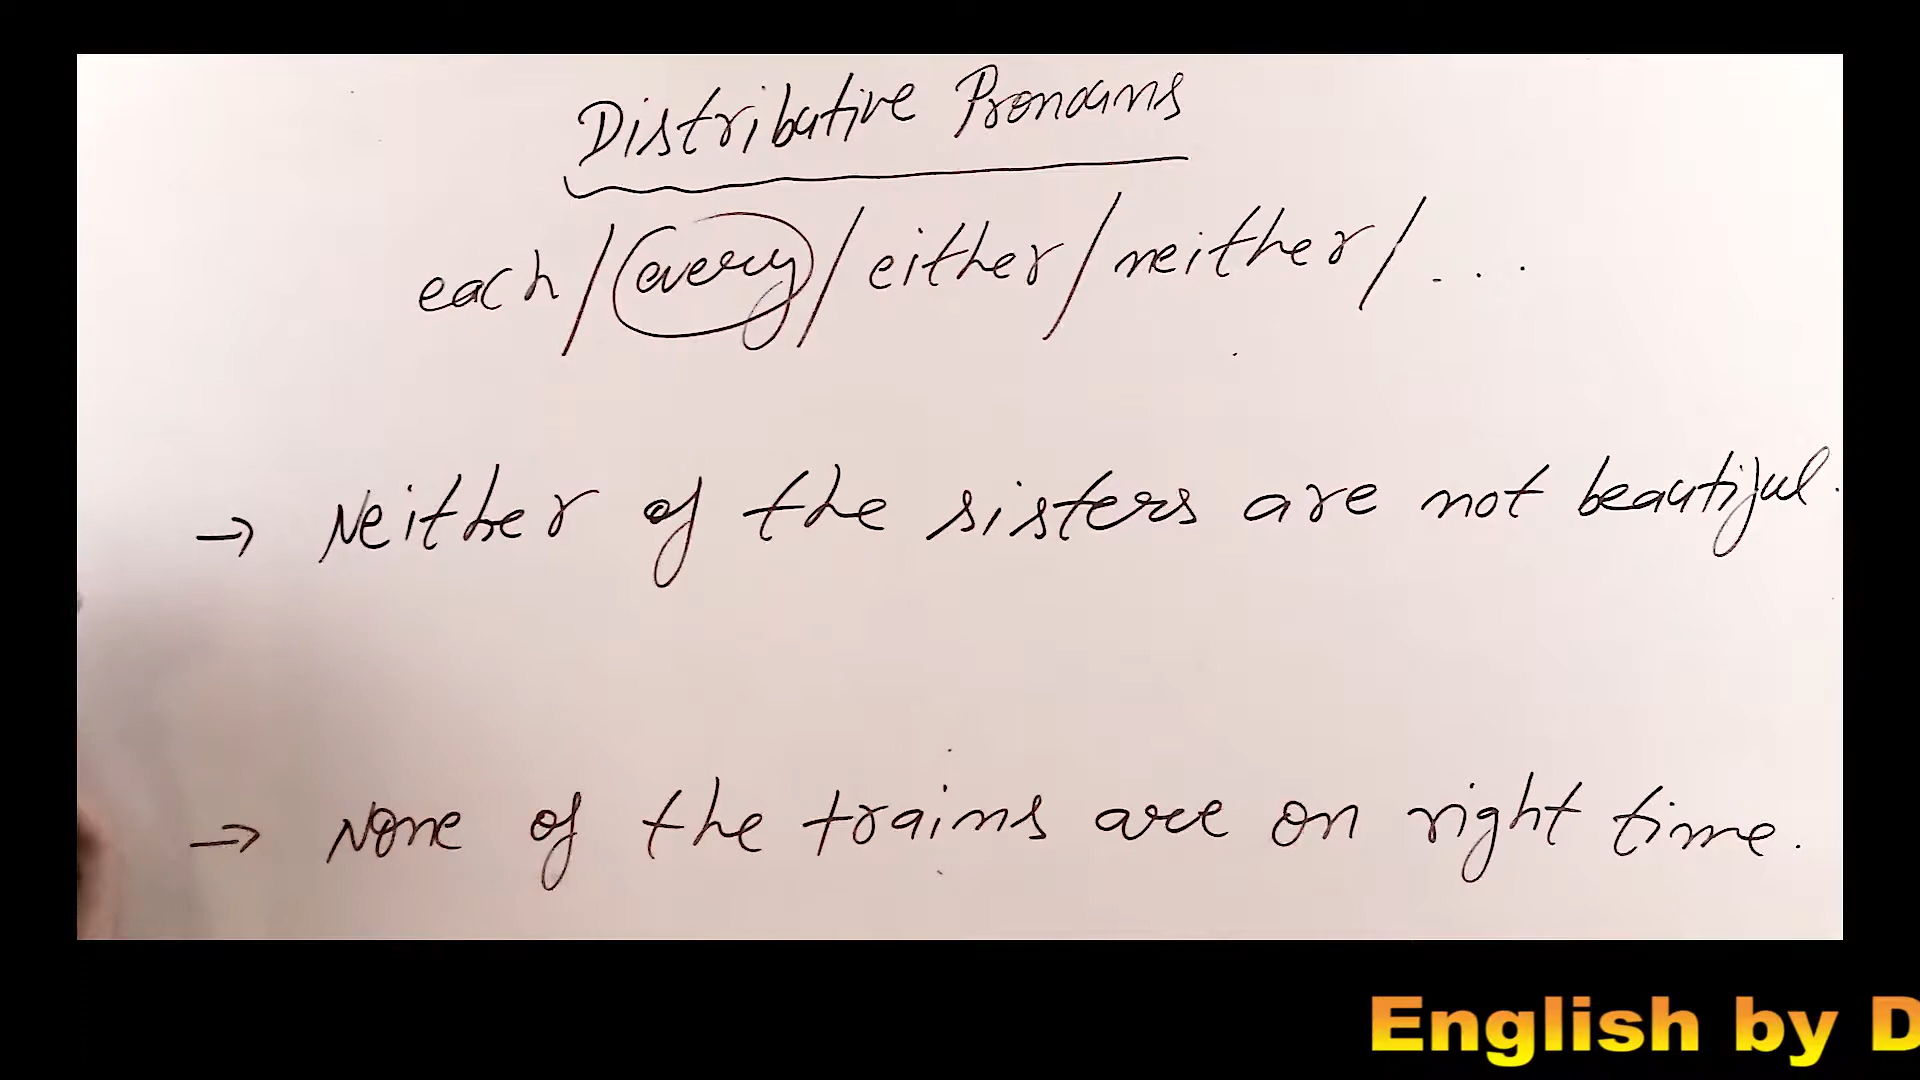 Distributive Pronouns
each / every / either / neither / ...
→ Neither of the sisters are not beautiful.
→ None of the trains are on right time.
English by D